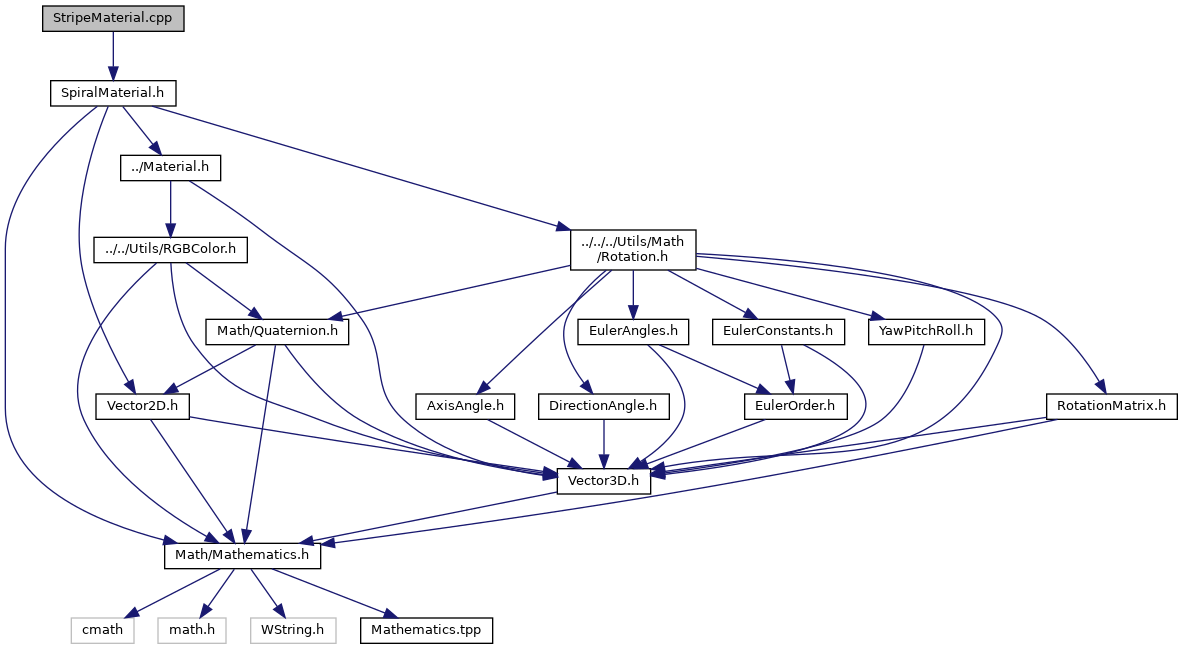 StripeMaterial.cpp
SpiralMaterial.h
../Material.h
../../Utils/RGBColor.h
../../../Utils/Math
/Rotation.h
Math/Quaternion.h
EulerAngles.h
EulerConstants.h
YawPitchRoll.h
Vector2D.h
AxisAngle.h
DirectionAngle.h
EulerOrder.h
RotationMatrix.h
Vector3D.h
Math/Mathematics.h
cmath
math.h
WString.h
Mathematics.tpp